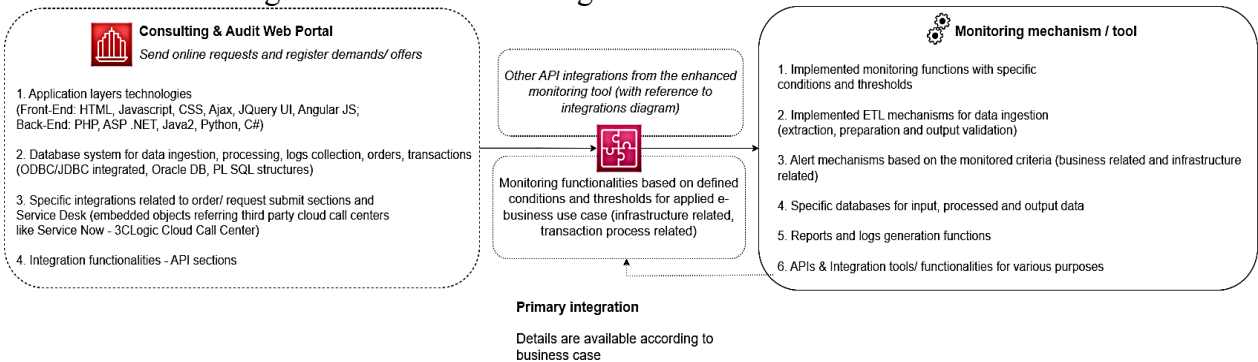 Consulting & Audit Web Portal
Send online requests and register demands/ offers
1. Application layers technologies
(Front-End: HTML, Javascript, CSS, Ajax, JQuery UI, Angular JS;
Back-End: PHP, ASP .NET, Java2, Python, C#)
2. Database system for data ingestion, processing, logs collection, orders, transactions
(ODBC/JDBC integrated, Oracle DB, PL SQL structures)
3. Specific integrations related to order/ request submit sections and
Service Desk (embedded objects referring third party cloud call centers
like Service Now - 3CLogic Cloud Call Center)
4. Integration functionalities - API sections
Other API integrations from the enhanced
monitoring tool (with reference to
integrations diagram)
Monitoring functionalities based on defined
conditions and thresholds for applied e-
business use case (infrastructure related,
transaction process related)
Primary integration
Details are available according to
business case
Monitoring mechanism / tool
1. Implemented monitoring functions with specific
conditions and thresholds
2. Implemented ETL mechanisms for data ingestion
(extraction, preparation and output validation)
3. Alert mechanisms based on the monitored criteria (business related and infrastructure
related)
4. Specific databases for input, processed and output data
5. Reports and logs generation functions
6. APIs & Integration tools/ functionalities for various purposes